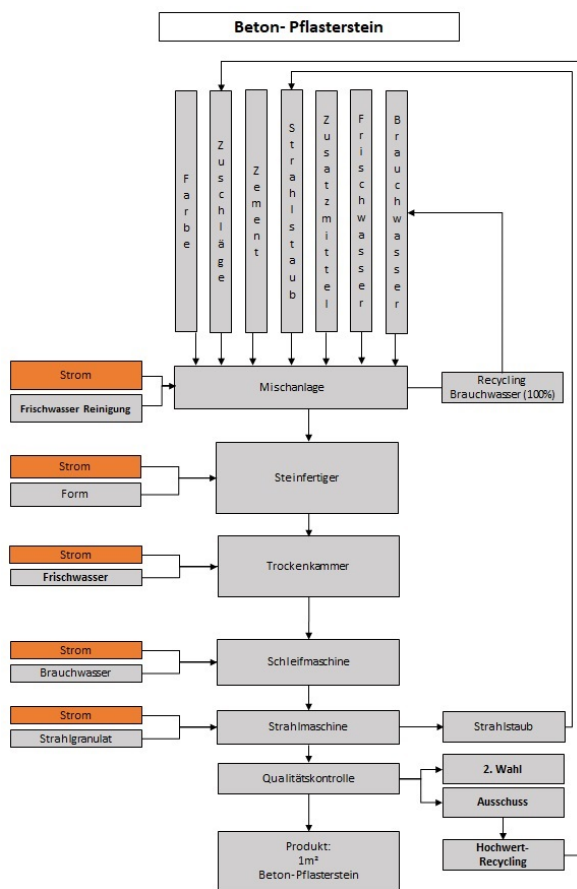 Beton- Pflasterstein
Farbe
Zuschläge
Zement
Strahlstaub
Zusatzmittel
Frischwasser
Brauchwasser
Strom
Frischwasser Reinigung
Mischanlage
Recycling
Brauchwasser (100%)
Strom
Form
Steinfertiger
Strom
Frischwasser
Trockenkammer
Strom
Brauchwasser
Schleifmaschine
Strom
Strahlgranulat
Strahlmaschine
Strahlstaub
Qualitätskontrolle
2. Wahl
Ausschuss
Hochwert-
Recycling
Produkt:
1m²
Beton-Pflasterstein